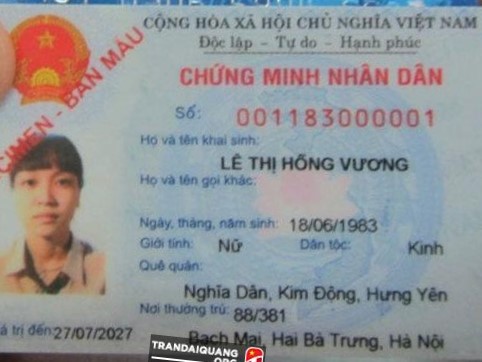 CỘNG HÒA XÃ HỘI CHỦ NGHĨA VIỆT NAM
Độc lập - Tự do - Hạnh phúc
CIMEN - BẢN MẪU
CHỨNG MINH NHÂN DÂN
Số: 001183000001
Họ và tên khai sinh:
LÊ THỊ HỒNG VƯƠNG
Họ và tên gọi khác:
Ngày, tháng, năm sinh: 18/06/1983
Giới tính: Nữ Dân tộc: Kinh
Quê quán:
Nghĩa Dân, Kim Động, Hưng Yên
Nơi thường trú: 88/381
á trị đến: 27/07/2027
Bạch Mai, Hai Bà Trưng, Hà Nội
TRANDAIQUANG
.ORG